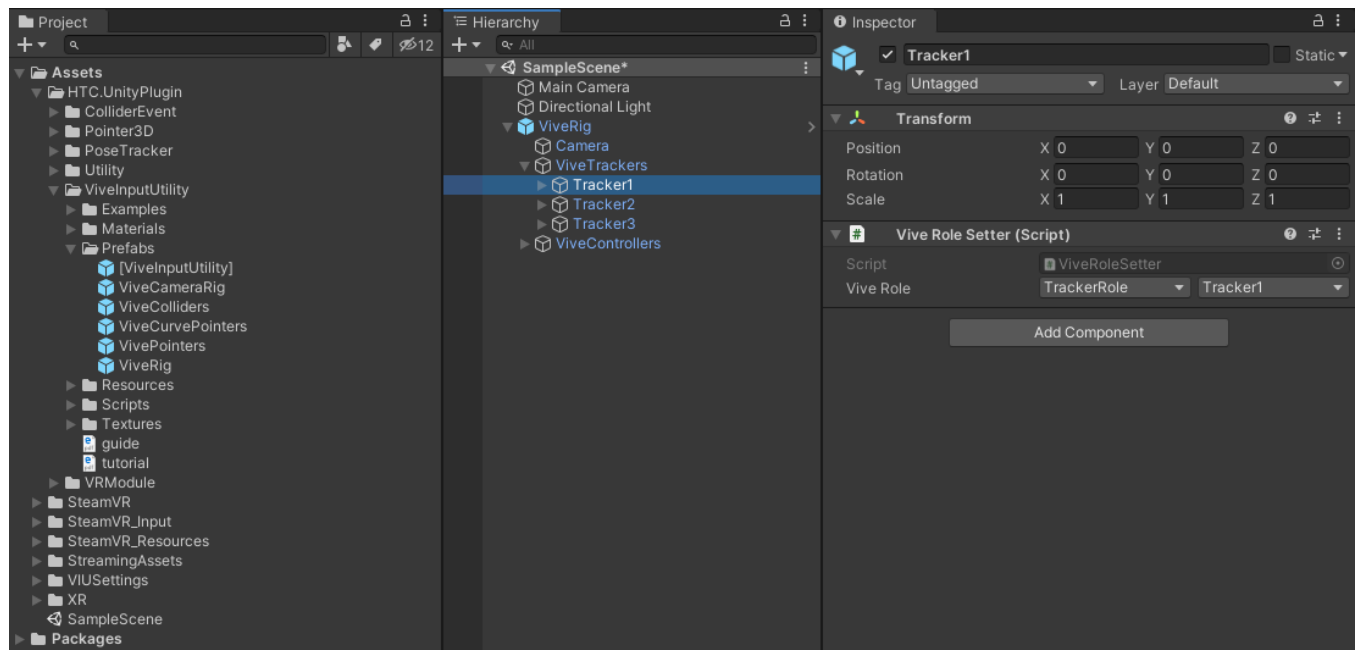 Project
12
Assets
HTC.UnityPlugin
ColliderEvent
Pointer3D
PoseTracker
Utility
ViveInputUtility
Examples
Materials
Prefabs
[ViveInputUtility]
ViveCameraRig
ViveColliders
ViveCurvePointers
VivePointers
ViveRig
Resources
Scripts
Textures
guide
tutorial
VRModule
SteamVR
SteamVR_Input
SteamVR_Resources
StreamingAssets
VIUSettings
XR
SampleScene
Packages
Hierarchy
All
SampleScene*
Main Camera
Directional Light
ViveRig
Camera
ViveTrackers
Tracker1
Tracker2
Tracker3
ViveControllers
Inspector
Tracker1 Static
Tag Untagged Layer Default
Transform
Position X 0 Y 0 Z 0
Rotation X 0 Y 0 Z 0
Scale X 1 Y 1 Z 1
# Vive Role Setter (Script)
Script ViveRoleSetter
Vive Role TrackerRole Tracker1
Add Component